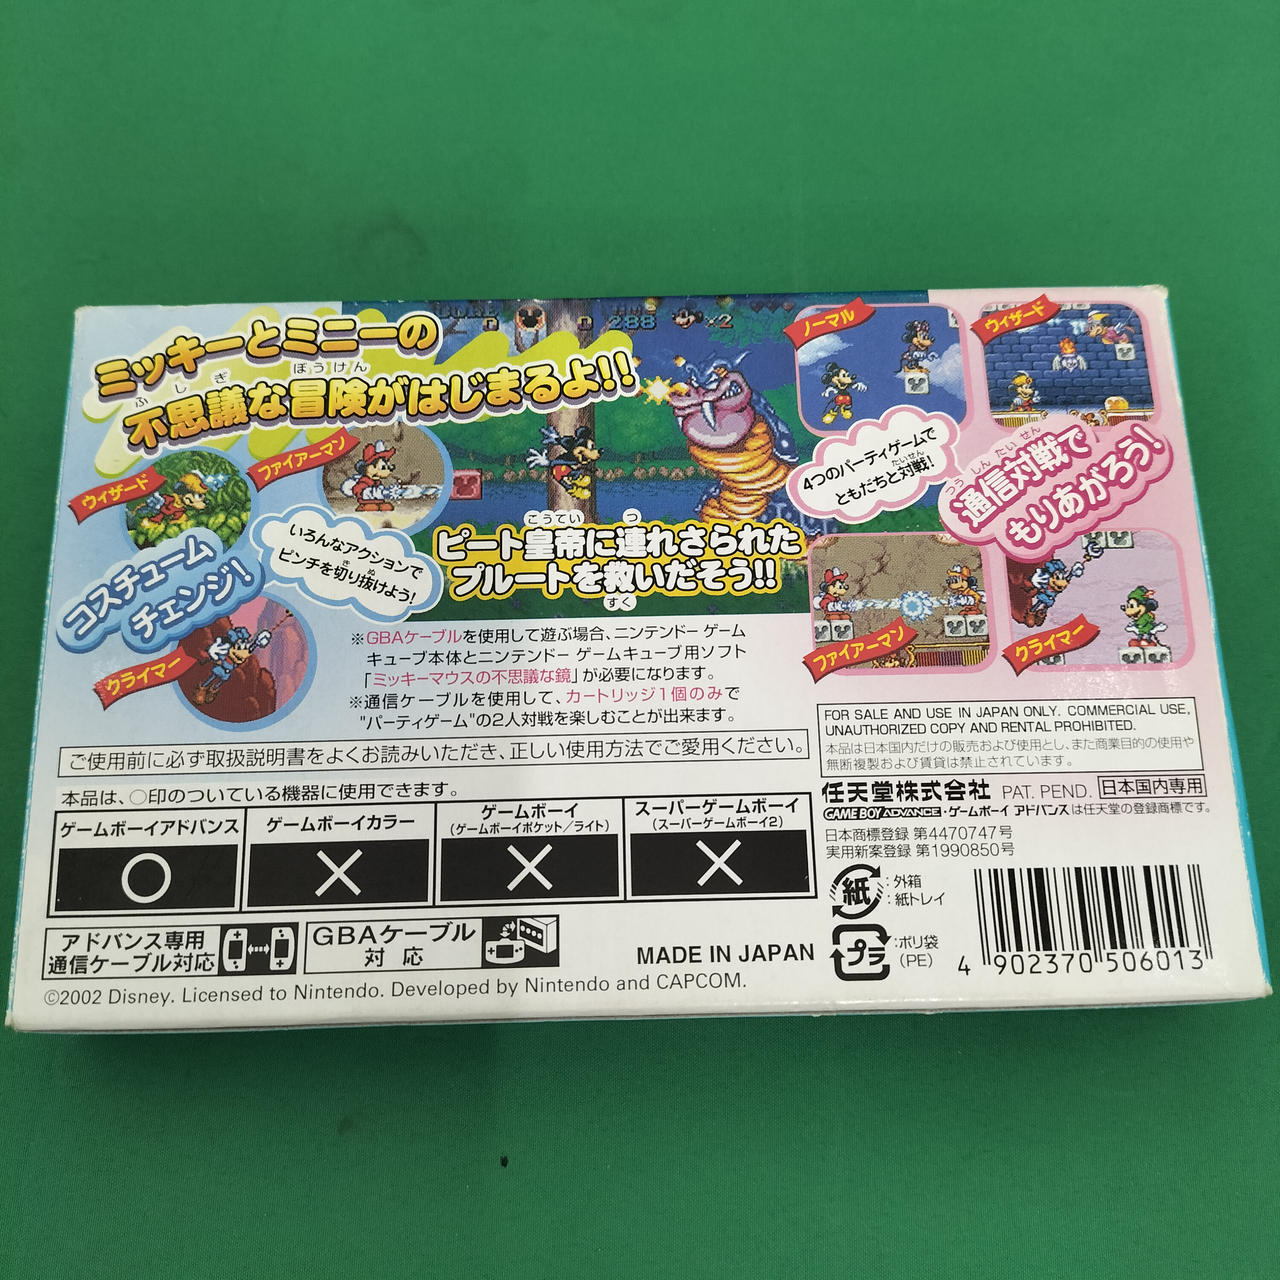 ミッキーとミニーの
ふしぎ
ぼうけん
不思議な冒険がはじまるよ!!
ウィザード
ファイアーマン
いろんなアクションで
ピンチを切り抜けよう!
コスチューム
チェンジ!
クライマー
288
×2
こうてい
つ
ピート皇帝に連れさられた
プルートを救いだそう!!
すく
ノーマル
ウィザード
4つのパーティゲームで
たいせん
ともだちと対戦!
つうしんたいせん
通信対戦で
もりあがろう!
ファイアーマン
クライマー
※GBAケーブルを使用して遊ぶ場合、ニンテンドー ゲーム
キューブ本体とニンテンドー ゲームキューブ用ソフト
「ミッキーマウスの不思議な鏡」が必要になります。
※通信ケーブルを使用して、カートリッジ1個のみで
"パーティゲーム"の2人対戦を楽しむことが出来ます。
ご使用前に必ず取扱説明書をよくお読みいただき、正しい使用方法でご愛用ください。
本品は、○印のついている機器に使用できます。
ゲームボーイアドバンス
ゲームボーイカラー
ゲームボーイ
(ゲームボーイポケット/ライト)
スーパーゲームボーイ
(スーパーゲームボーイ2)
○
×
×
×
アドバンス専用
通信ケーブル対応
GBAケーブル
対 応
MADE IN JAPAN
©2002 Disney. Licensed to Nintendo. Developed by Nintendo and CAPCOM.
FOR SALE AND USE IN JAPAN ONLY. COMMERCIAL USE,
UNAUTHORIZED COPY AND RENTAL PROHIBITED.
本品は日本国内だけの販売および使用とし、また商業目的の使用や
無断複製および賃貸は禁止されています。
任天堂株式会社 PAT. PEND. 日本国内専用
GAME BOY ADVANCE・ゲームボーイ アドバンスは任天堂の登録商標です。
日本商標登録 第4470747号
実用新案登録 第1990850号
紙
:外箱
:紙トレイ
プラ
:ポリ袋
(PE)
4 902370 506013